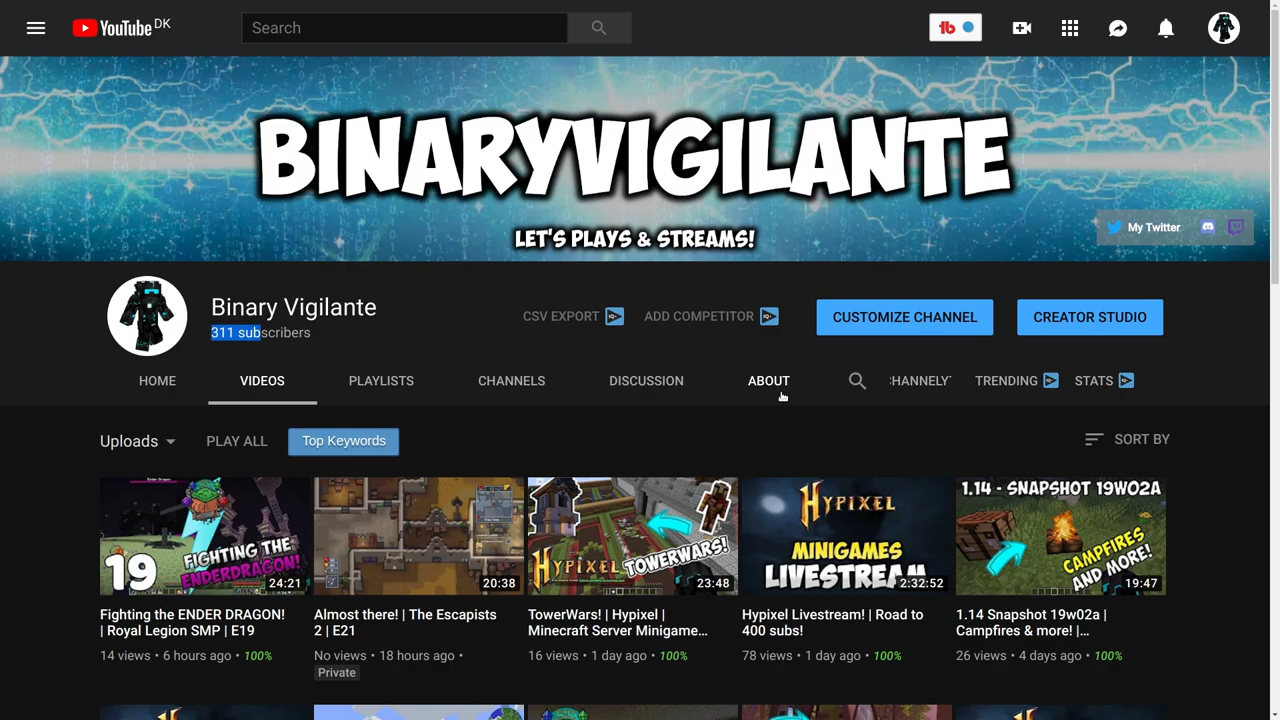 YouTube DK
Search
BINARYVIGILANTE
LET'S PLAYS & STREAMS!
My Twitter
Binary Vigilante
311 subscribers
CSV EXPORT
ADD COMPETITOR
CUSTOMIZE CHANNEL
CREATOR STUDIO
HOME
VIDEOS
PLAYLISTS
CHANNELS
DISCUSSION
ABOUT
HANNELY
TRENDING
STATS
Uploads
PLAY ALL
Top Keywords
SORT BY
19
FIGHTING THE
ENDERDRAGON!
24:21
20:38
HYPIXEL
TOWERWARS!
23:48
HYPIXEL
MINIGAMES
LIVESTREAM
2:32:52
1.14 - SNAPSHOT 19W02A
CAMPFIRES
AND MORE!
19:47
Fighting the ENDER DRAGON!
| Royal Legion SMP | E19
14 views • 6 hours ago • 100%
Almost there! | The Escapists
2 | E21
No views • 18 hours ago •
Private
TowerWars! | Hypixel |
Minecraft Server Minigame...
16 views • 1 day ago • 100%
Hypixel Livestream! | Road to
400 subs!
78 views • 1 day ago • 100%
1.14 Snapshot 19w02a |
Campfires & more! |...
26 views • 4 days ago • 100%